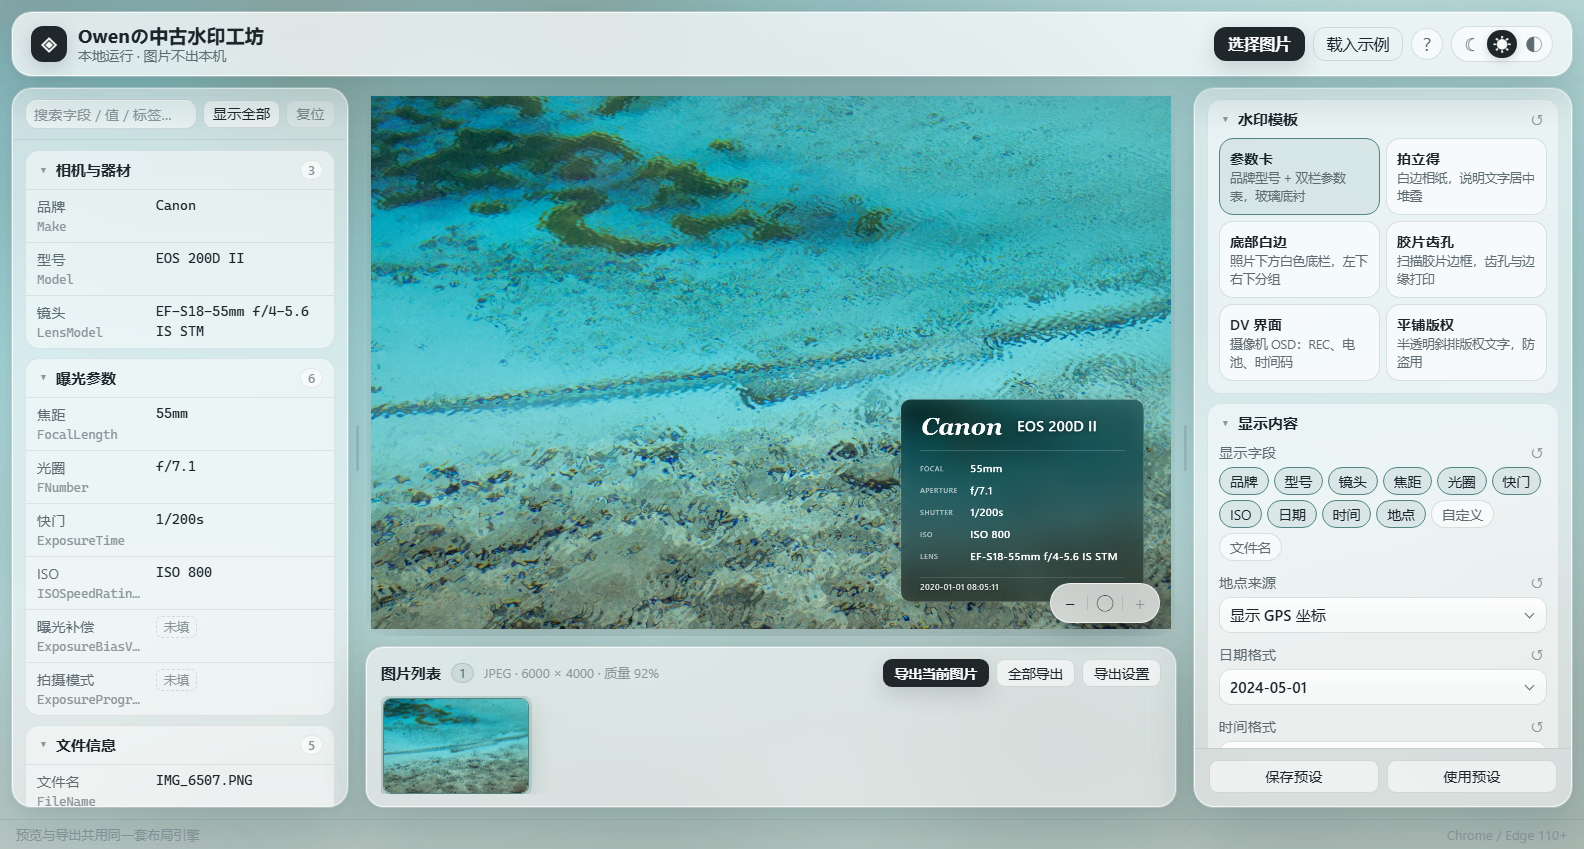 Owenの中古水印工坊
本地运行 · 图片不出本机
选择图片
载入示例
?
搜索字段 / 值 / 标签...
显示全部
复位
相机与器材
3
品牌
Canon
Make
型号
EOS 200D II
Model
镜头
EF-S18-55mm f/4-5.6
IS STM
LensModel
曝光参数
6
焦距
55mm
FocalLength
光圈
f/7.1
FNumber
快门
1/200s
ExposureTime
ISO
ISO 800
ISOSpeedRatin…
曝光补偿
未填
ExposureBiasV…
拍摄模式
未填
ExposureProgr…
文件信息
5
文件名
IMG_6507.PNG
FileName
Canon EOS 200D II
FOCAL 55mm
APERTURE f/7.1
SHUTTER 1/200s
ISO ISO 800
LENS EF-S18-55mm f/4-5.6 IS STM
2020-01-01 08:05:11
图片列表
1
JPEG · 6000 × 4000 · 质量 92%
导出当前图片
全部导出
导出设置
水印模板
参数卡
品牌型号 + 双栏参数
表，玻璃底衬
拍立得
白边相纸，说明文字居中
堆叠
底部白边
照片下方白色底栏，左下
右下分组
胶片齿孔
扫描胶片边框，齿孔与边
缘打印
DV 界面
摄像机 OSD：REC、电
池、时间码
平铺版权
半透明斜排版权文字，防
盗用
显示内容
显示字段
品牌 型号 镜头 焦距 光圈 快门
ISO 日期 时间 地点 自定义
文件名
地点来源
显示 GPS 坐标
日期格式
2024-05-01
时间格式
保存预设
使用预设
预览与导出共用同一套布局引擎
Chrome / Edge 110+